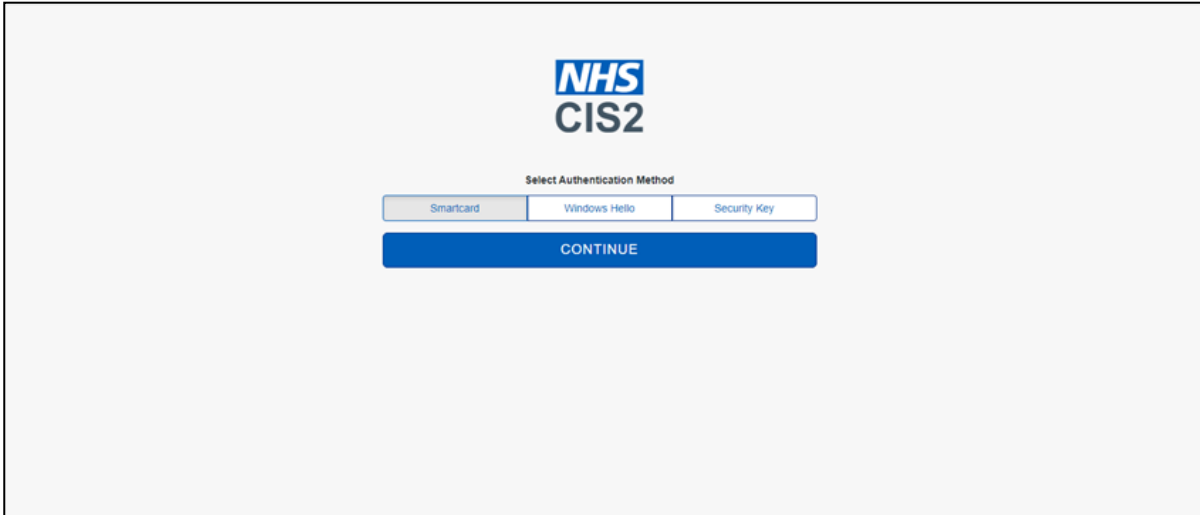 NHS
CIS2
Select Authentication Method
Smartcard Windows Hello Security Key
CONTINUE